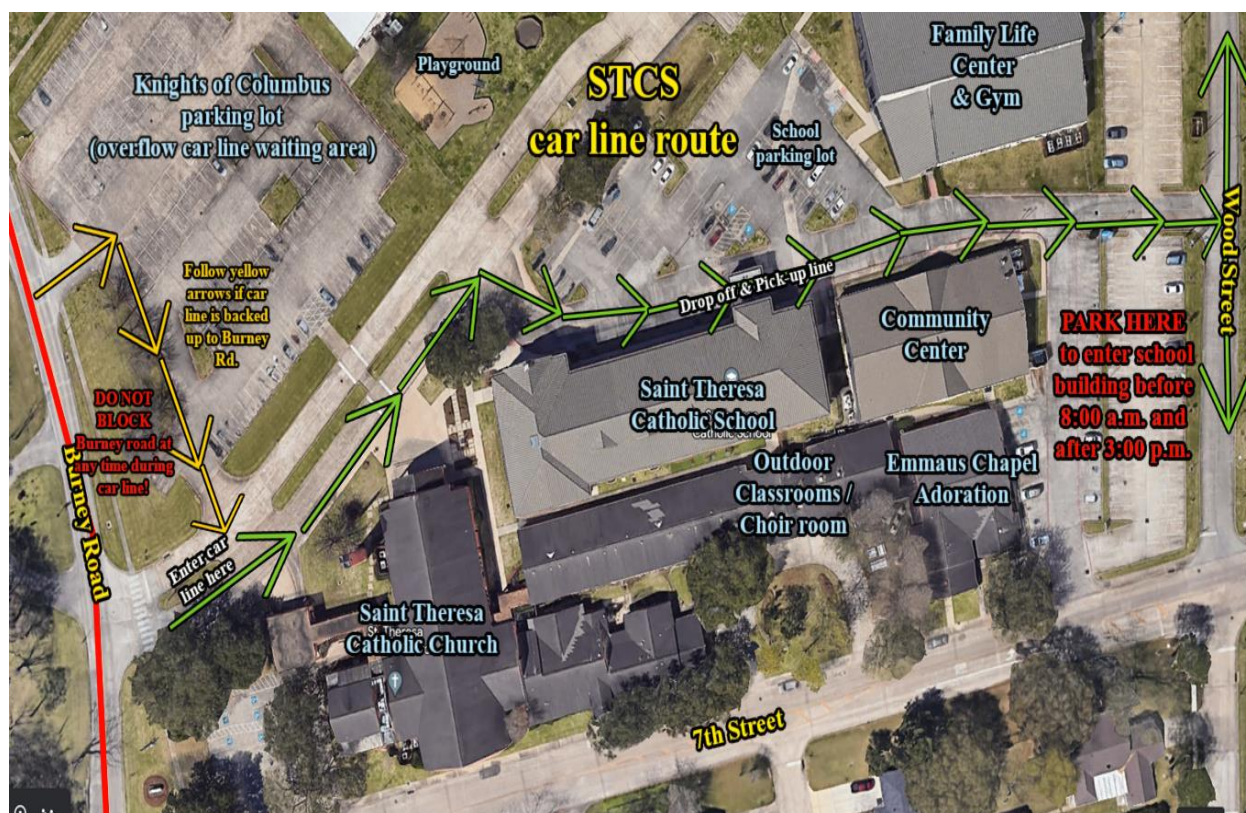 Knights of Columbus
parking lot
(overflow car line waiting area)
Playground
STCS
car line route
School
parking lot
Family Life
Center
& Gym
Wood Street
Follow yellow
arrows if car
line is backed
up to Burney
Rd.
DO NOT
BLOCK
Burney road at
any time during
car line!
Burney Road
Enter car
line here
Drop off & Pick-up line
Community
Center
PARK HERE
to enter school
building before
8:00 a.m. and
after 3:00 p.m.
Saint Theresa
Catholic School
Catholic School
Outdoor
Classrooms /
Choir room
Emmaus Chapel
Adoration
Saint Theresa
St Theresa
Catholic Church
7th Street